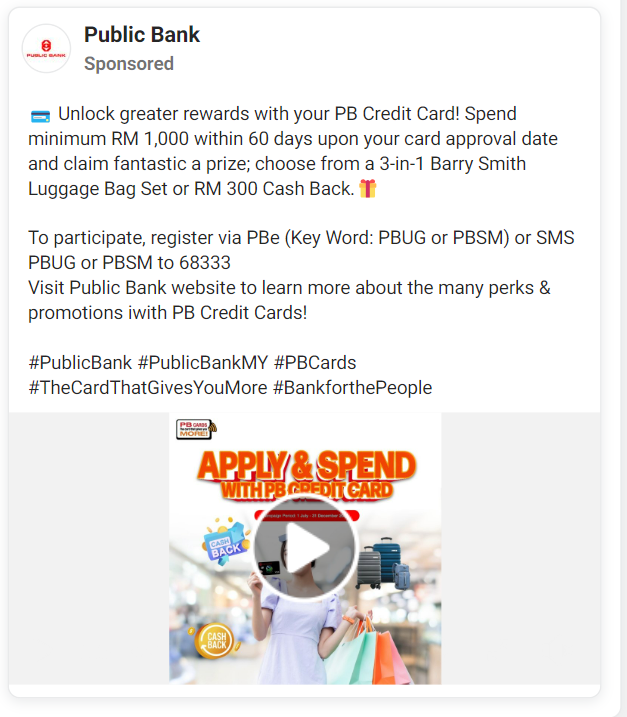 PUBLIC BANK
Public Bank
Sponsored
Unlock greater rewards with your PB Credit Card! Spend
minimum RM 1,000 within 60 days upon your card approval date
and claim fantastic a prize; choose from a 3-in-1 Barry Smith
Luggage Bag Set or RM 300 Cash Back.
To participate, register via PBe (Key Word: PBUG or PBSM) or SMS
PBUG or PBSM to 68333
Visit Public Bank website to learn more about the many perks &
promotions iwith PB Credit Cards!
#PublicBank #PublicBankMY #PBCards
#TheCardThatGivesYouMore #BankforthePeople
PB CARDS
MORE!
APPLY & SPEND
WITH PB CREDIT CARD
Period: 1 July - 31 December
CASH
BACK
CASH
BACK